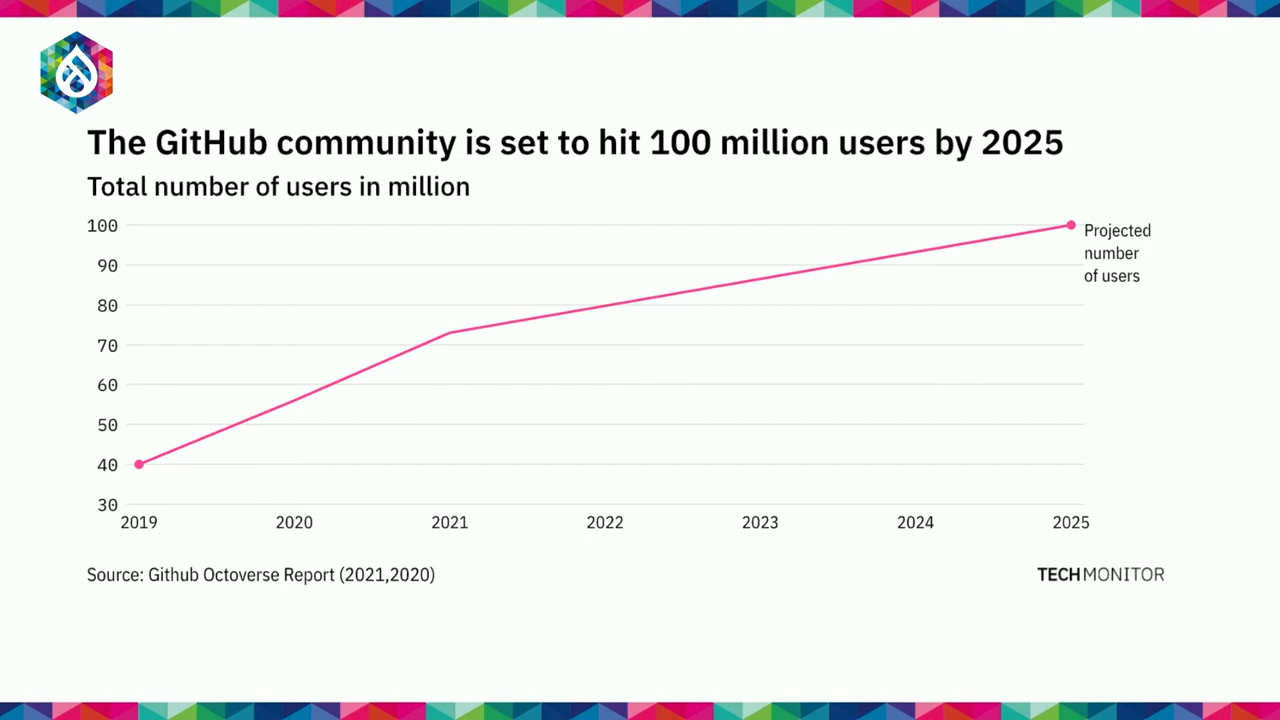 The GitHub community is set to hit 100 million users by 2025
Total number of users in million
100
90
80
70
60
50
40
30
Projected
number
of users
2019 2020 2021 2022 2023 2024 2025
Source: Github Octoverse Report (2021,2020)
TECHMONITOR